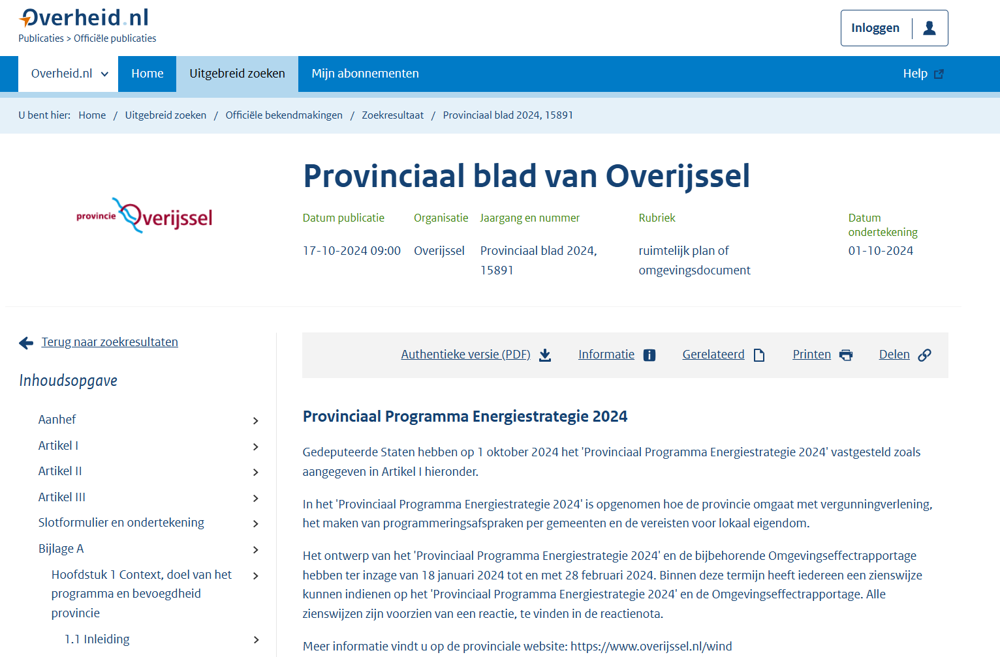 Overheid.nl
Publicaties > Officiële publicaties
Inloggen
Overheid.nl
Home
Uitgebreid zoeken
Mijn abonnementen
Help
U bent hier: Home / Uitgebreid zoeken / Officiële bekendmakingen / Zoekresultaat / Provinciaal blad 2024, 15891
provincie Overijssel
Provinciaal blad van Overijssel
Datum publicatie
17-10-2024 09:00
Organisatie
Overijssel
Jaargang en nummer
Provinciaal blad 2024,
15891
Rubriek
ruimtelijk plan of
omgevingsdocument
Datum
ondertekening
01-10-2024
Terug naar zoekresultaten
Inhoudsopgave
Aanhef
Artikel I
Artikel II
Artikel III
Slotformulier en ondertekening
Bijlage A
Hoofdstuk 1 Context, doel van het
programma en bevoegdheid
provincie
1.1 Inleiding
Authentieke versie (PDF)
Informatie
Gerelateerd
Printen
Delen
Provinciaal Programma Energiestrategie 2024
Gedeputeerde Staten hebben op 1 oktober 2024 het 'Provinciaal Programma Energiestrategie 2024' vastgesteld zoals
aangegeven in Artikel I hieronder.
In het 'Provinciaal Programma Energiestrategie 2024' is opgenomen hoe de provincie omgaat met vergunningverlening,
het maken van programmeringsafspraken per gemeenten en de vereisten voor lokaal eigendom.
Het ontwerp van het 'Provinciaal Programma Energiestrategie 2024' en de bijbehorende Omgevingseffectrapportage
hebben ter inzage van 18 januari 2024 tot en met 28 februari 2024. Binnen deze termijn heeft iedereen een zienswijze
kunnen indienen op het 'Provinciaal Programma Energiestrategie 2024' en de Omgevingseffectrapportage. Alle
zienswijzen zijn voorzien van een reactie, te vinden in de reactienota.
Meer informatie vindt u op de provinciale website: https://www.overijssel.nl/wind